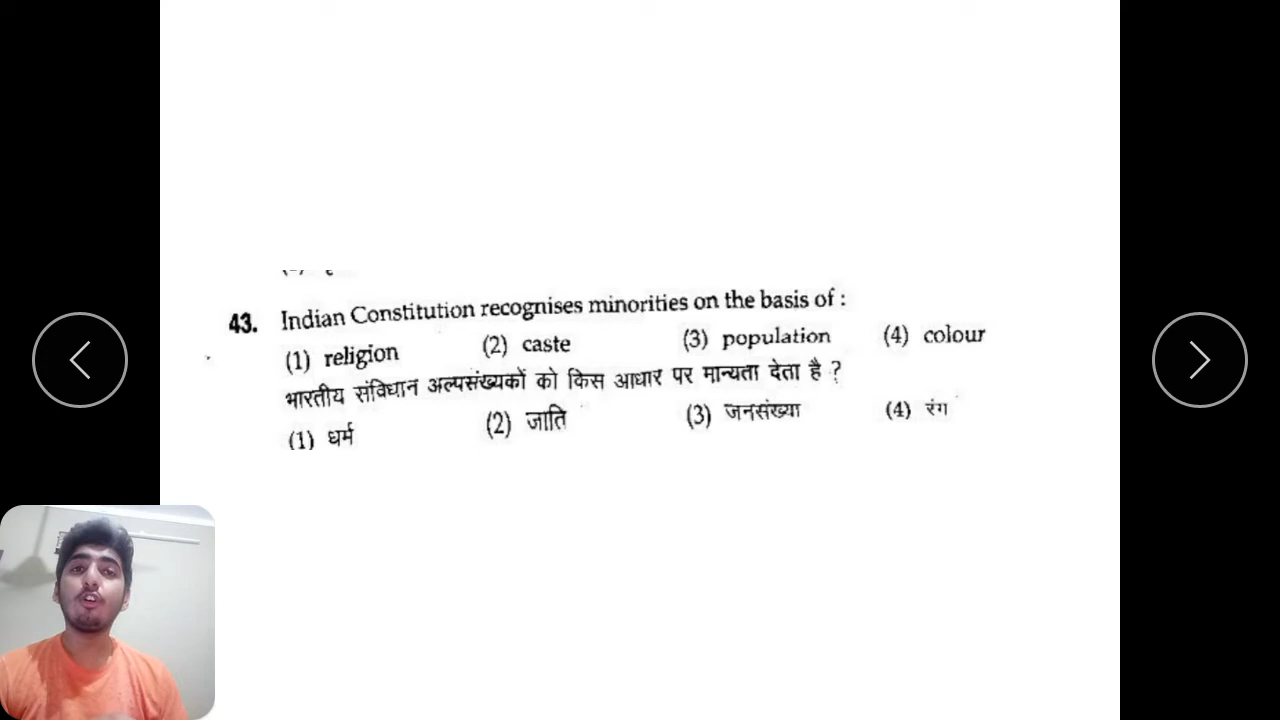 43. Indian Constitution recognises minorities on the basis of :
(1) religion (2) caste (3) population (4) colour
भारतीय संविधान अल्पसंख्यकों को किस आधार पर मान्यता देता है ?
(1) धर्म (2) जाति (3) जनसंख्या (4) रंग